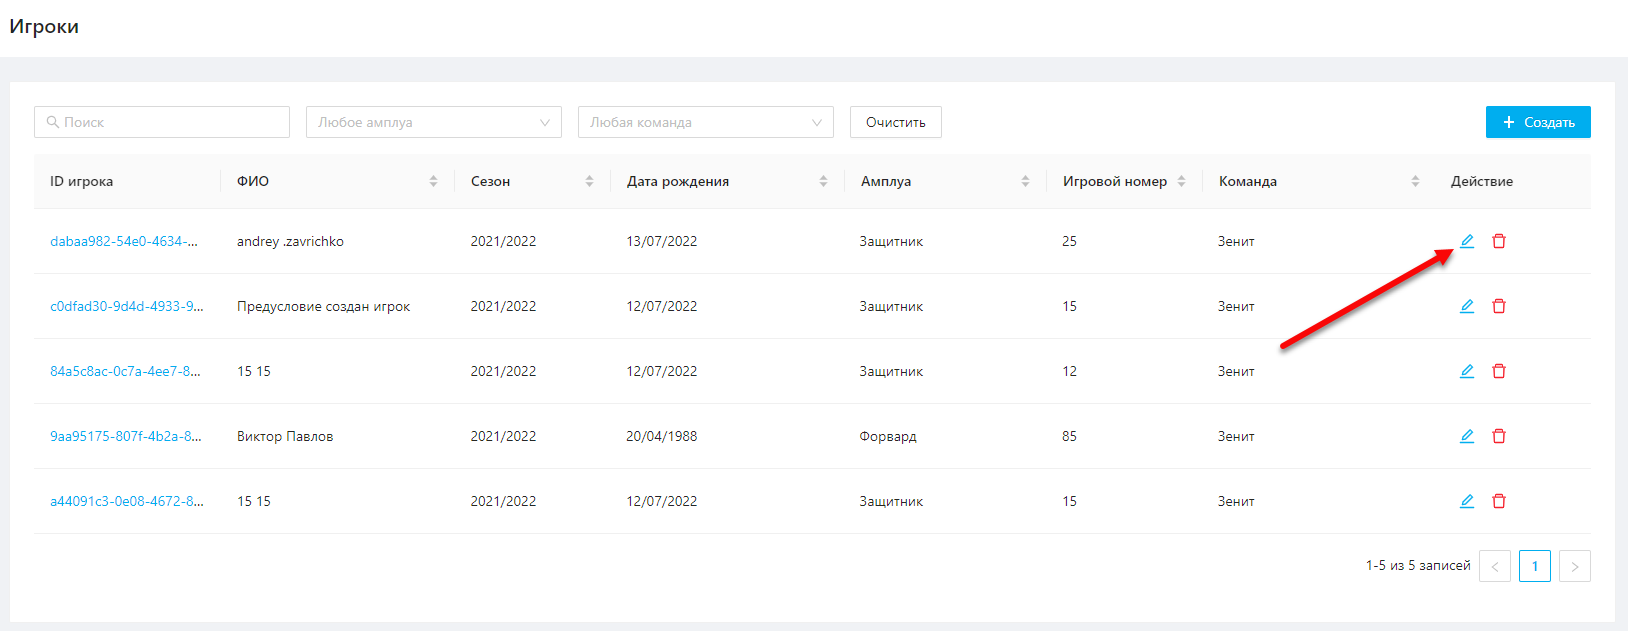 Игроки
Поиск Любое амплуа Любая команда Очистить + Создать
ID игрока ФИО Сезон Дата рождения Амплуа Игровой номер Команда Действие
dabaa982-54e0-4634-... andrey .zavrichko 2021/2022 13/07/2022 Защитник 25 Зенит
c0dfad30-9d4d-4933-9... Предусловие создан игрок 2021/2022 12/07/2022 Защитник 15 Зенит
84a5c8ac-0c7a-4ee7-8... 15 15 2021/2022 12/07/2022 Защитник 12 Зенит
9aa95175-807f-4b2a-8... Виктор Павлов 2021/2022 20/04/1988 Форвард 85 Зенит
a44091c3-0e08-4672-8... 15 15 2021/2022 12/07/2022 Защитник 15 Зенит
1-5 из 5 записей < 1 >